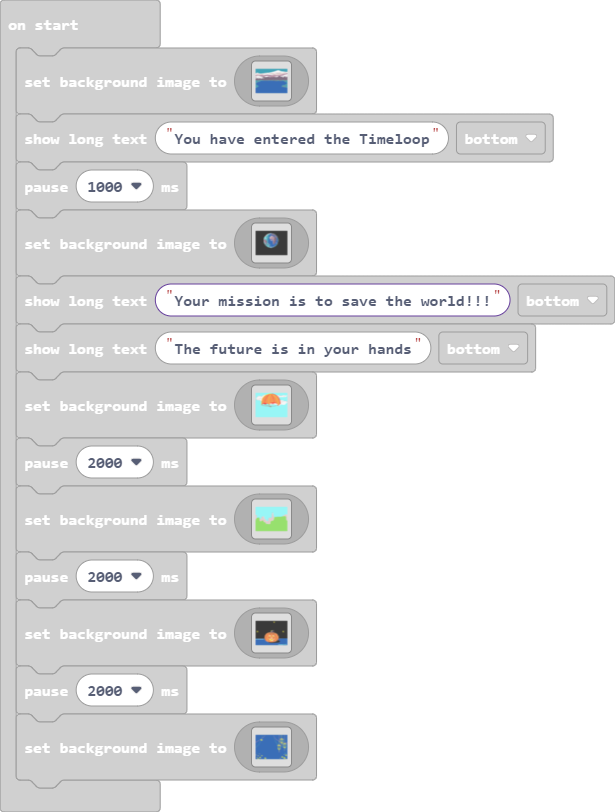 on start
set background image to
show long text "You have entered the Timeloop" bottom
pause 1000 ms
set background image to
show long text "Your mission is to save the world!!!" bottom
show long text "The future is in your hands" bottom
set background image to
pause 2000 ms
set background image to
pause 2000 ms
set background image to
pause 2000 ms
set background image to